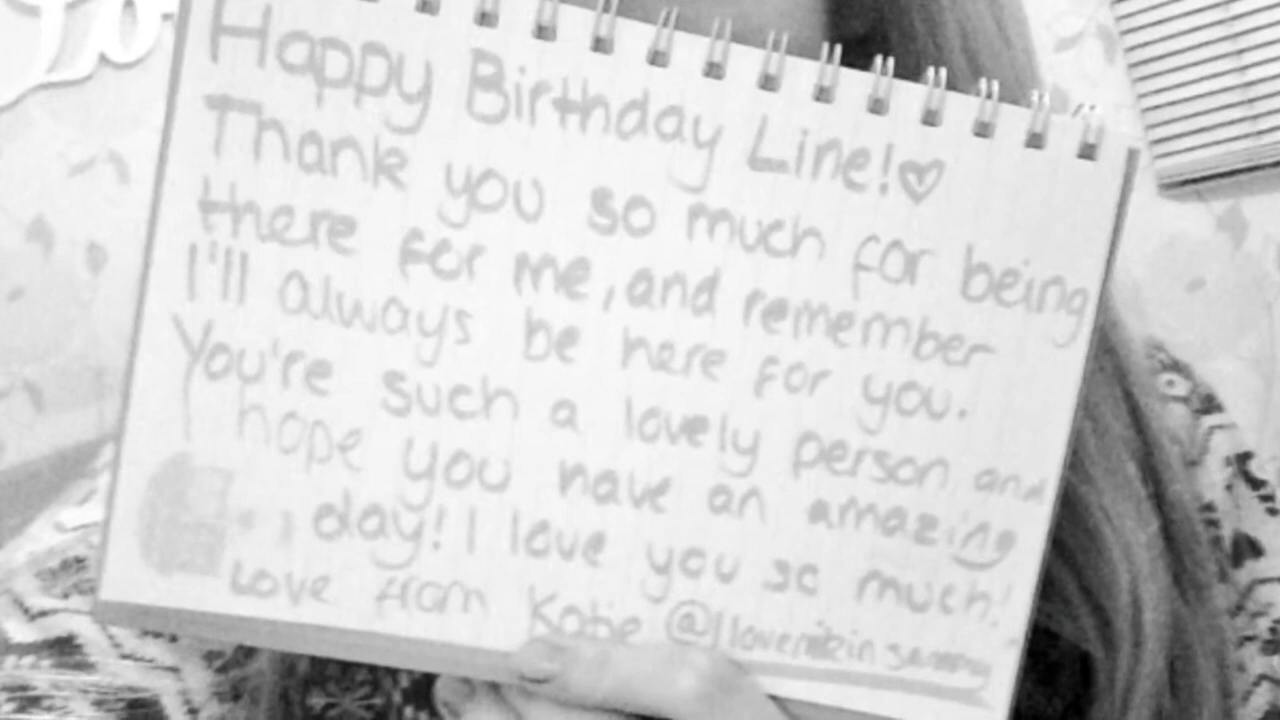 Happy Birthday Line!♡
Thank you so much for being
there for me, and remember
I'll always be here for you.
You're such a lovely person and
I hope you have an amazing
day! I love you so much!
Love from Katie